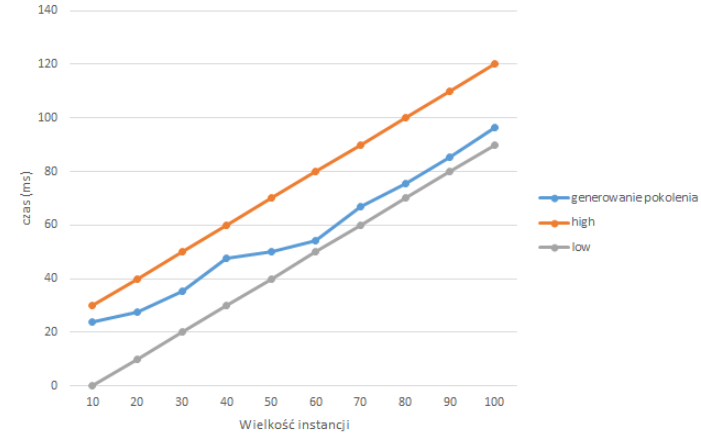 140
120
100
80
60
40
20
0
czas (ms)
10 20 30 40 50 60 70 80 90 100
Wielkość instancji
generowanie pokolenia
high
low